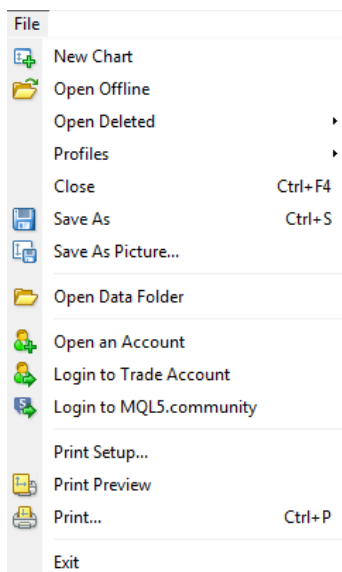 File
New Chart
Open Offline
Open Deleted
Profiles
Close Ctrl+F4
Save As Ctrl+S
Save As Picture...
Open Data Folder
Open an Account
Login to Trade Account
Login to MQL5.community
Print Setup...
Print Preview
Print... Ctrl+P
Exit